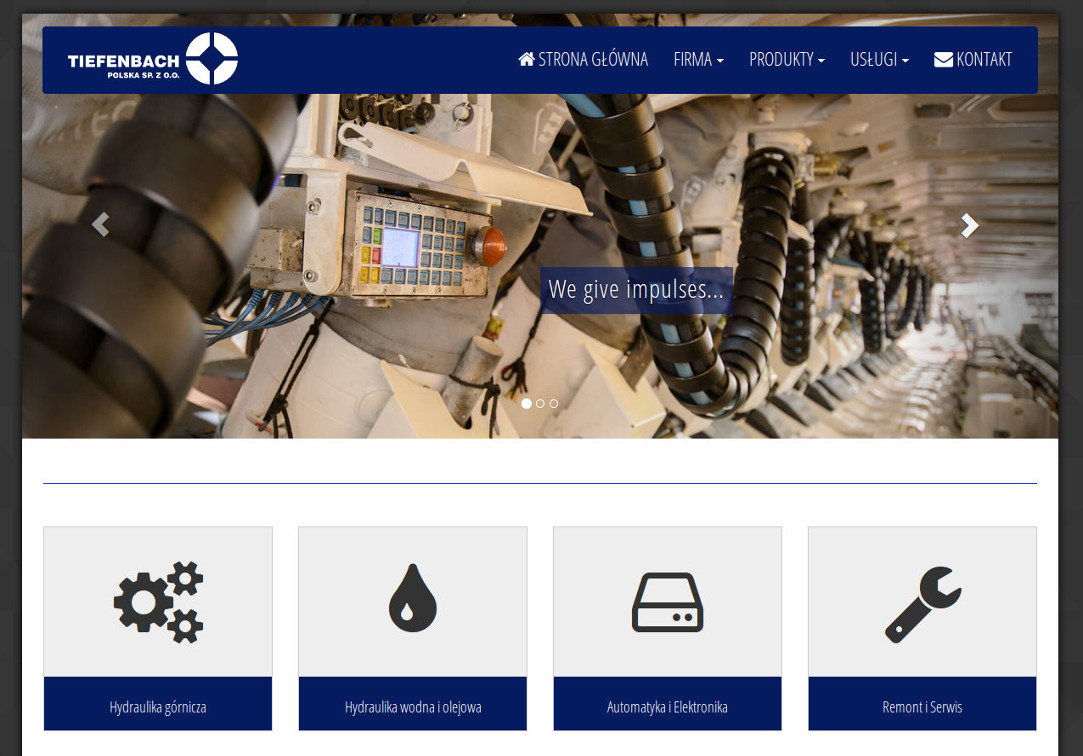 TIEFENBACH
POLSKA SP. Z O.O.
STRONA GŁÓWNA
FIRMA
PRODUKTY
USŁUGI
KONTAKT
We give impulses...
Hydraulika górnicza
Hydraulika wodna i olejowa
Automatyka i Elektronika
Remont i Serwis